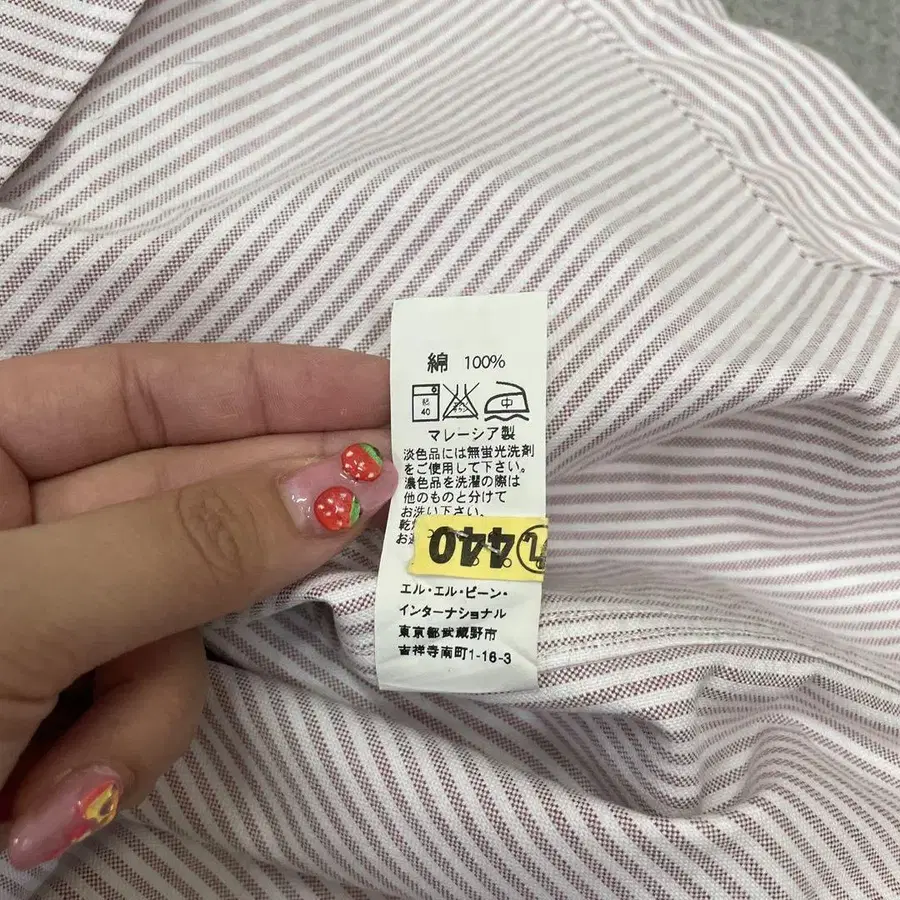 綿 100%
40
中
マレーシア製
淡色品には無蛍光洗剤
をご使用して下さい。
濃色品を洗濯の際は
他のものと分けて
お洗い下さい。
440
エル・エル・ビーン・
インターナショナル
東京都武蔵野市
吉祥寺南町1-16-3